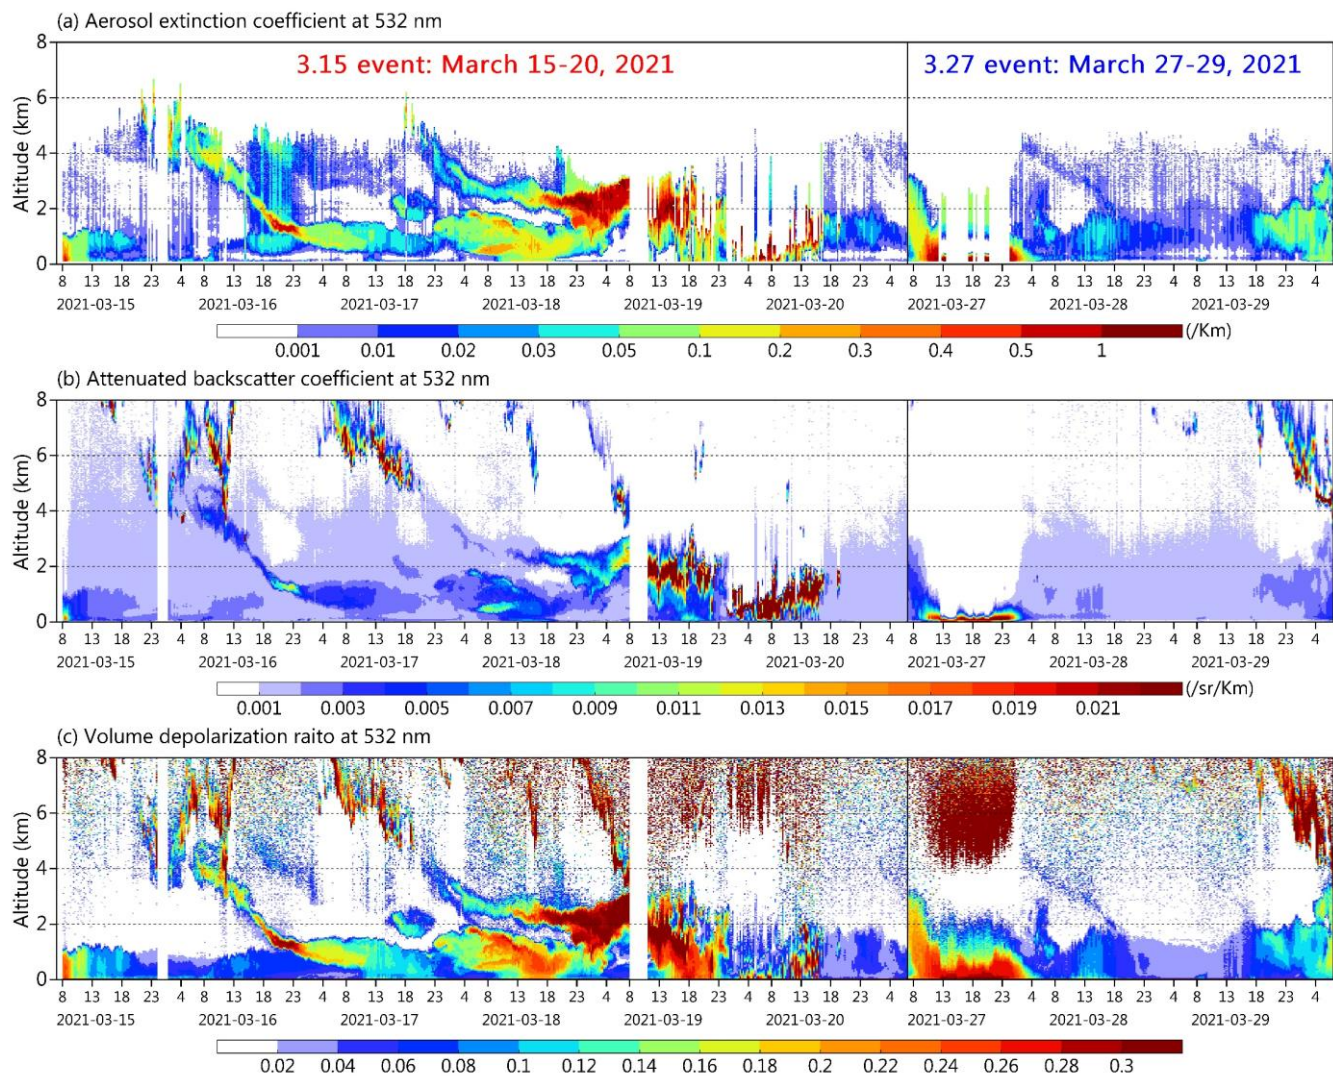 (a) Aerosol extinction coefficient at 532 nm
3.15 event: March 15-20, 2021
3.27 event: March 27-29, 2021
Altitude (km)
8
6
4
2
0
8 13 18 23 4 8 13 18 23 4 8 13 18 23 4 8 13 18 23 4 8 13 18 23 4 8 13 18 23 4 8 13 18 23 4 8 13 18 23 4 8 13 18 23 4
2021-03-15 2021-03-16 2021-03-17 2021-03-18 2021-03-19 2021-03-20 2021-03-27 2021-03-28 2021-03-29
0.001 0.01 0.02 0.03 0.05 0.1 0.2 0.3 0.4 0.5 1 (/Km)
(b) Attenuated backscatter coefficient at 532 nm
Altitude (km)
8
6
4
2
0
8 13 18 23 4 8 13 18 23 4 8 13 18 23 4 8 13 18 23 4 8 13 18 23 4 8 13 18 23 4 8 13 18 23 4 8 13 18 23 4 8 13 18 23 4
2021-03-15 2021-03-16 2021-03-17 2021-03-18 2021-03-19 2021-03-20 2021-03-27 2021-03-28 2021-03-29
0.001 0.003 0.005 0.007 0.009 0.011 0.013 0.015 0.017 0.019 0.021 (/sr/Km)
(c) Volume depolarization raito at 532 nm
Altitude (km)
8
6
4
2
0
8 13 18 23 4 8 13 18 23 4 8 13 18 23 4 8 13 18 23 4 8 13 18 23 4 8 13 18 23 4 8 13 18 23 4 8 13 18 23 4 8 13 18 23 4
2021-03-15 2021-03-16 2021-03-17 2021-03-18 2021-03-19 2021-03-20 2021-03-27 2021-03-28 2021-03-29
0.02 0.04 0.06 0.08 0.1 0.12 0.14 0.16 0.18 0.2 0.22 0.24 0.26 0.28 0.3